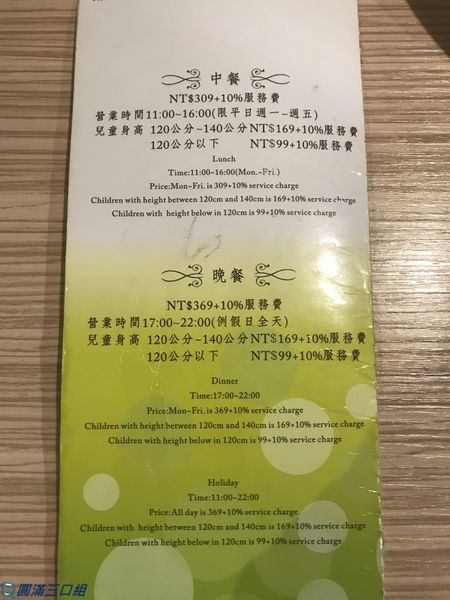 中餐
NT$309+10%服務費
營業時間11:00~16:00(限平日週一~週五)
兒童身高 120公分~140公分NT$169+10%服務費
120公分以下 NT$99+10%服務費
Lunch
Time:11:00~16:00(Mon.~Fri.)
Price:Mon~Fri. is 309+10% service charge
Children with height between 120cm and 140cm is 169+10% service charge
Children with height below in 120cm is 99+10% service charge
晚餐
NT$369+10%服務費
營業時間17:00~22:00(例假日全天)
兒童身高 120公分~140公分NT$169+10%服務費
120公分以下 NT$99+10%服務費
Dinner
Time:17:00~22:00
Price:Mon~Fri. is 369+10% service charge
Children with height between 120cm and 140cm is 169+10% service charge
Children with height below in 120cm is 99+10% service charge
Holiday
Time:11:00~22:00
Price:All day is 369+10% service charge
Children with height between 120cm and 140cm is 169+10% service charge
Children with height below in 120cm is 99+10% service charge
圓滿三口組